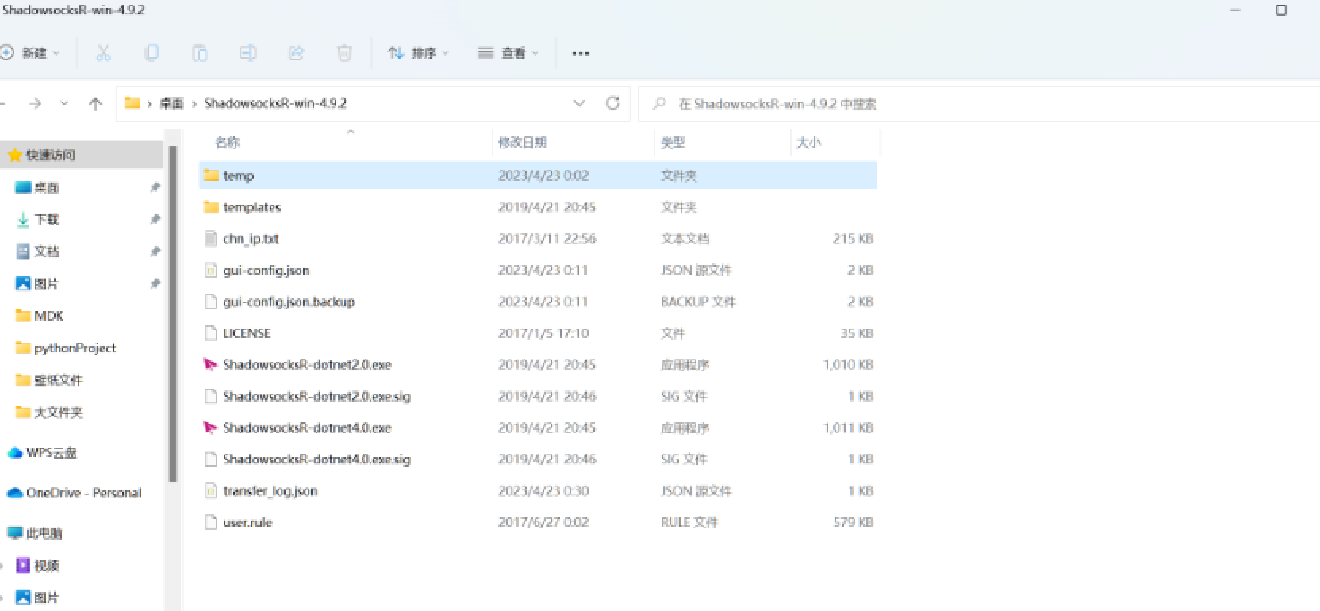 ShadowsocksR-win-4.9.2
新建 排序 查看
桌面 ShadowsocksR-win-4.9.2 在 ShadowsocksR-win-4.9.2 中搜索
名称 修改日期 类型 大小
快速访问
桌面
下载
文档
图片
MDK
pythonProject
壁纸文件
大文件夹
WPS云盘
OneDrive - Personal
此电脑
视频
图片
temp 2023/4/23 0:02 文件夹
templates 2019/4/21 20:45 文件夹
chn_ip.txt 2017/3/11 22:56 文本文档 215 KB
gui-config.json 2023/4/23 0:11 JSON 源文件 2 KB
gui-config.json.backup 2023/4/23 0:11 BACKUP 文件 2 KB
LICENSE 2017/1/5 17:10 文件 35 KB
ShadowsocksR-dotnet2.0.exe 2019/4/21 20:45 应用程序 1,010 KB
ShadowsocksR-dotnet2.0.exe.sig 2019/4/21 20:46 SIG 文件 1 KB
ShadowsocksR-dotnet4.0.exe 2019/4/21 20:45 应用程序 1,011 KB
ShadowsocksR-dotnet4.0.exe.sig 2019/4/21 20:46 SIG 文件 1 KB
transfer_log.json 2023/4/23 0:30 JSON 源文件 1 KB
user.rule 2017/6/27 0:02 RULE 文件 579 KB